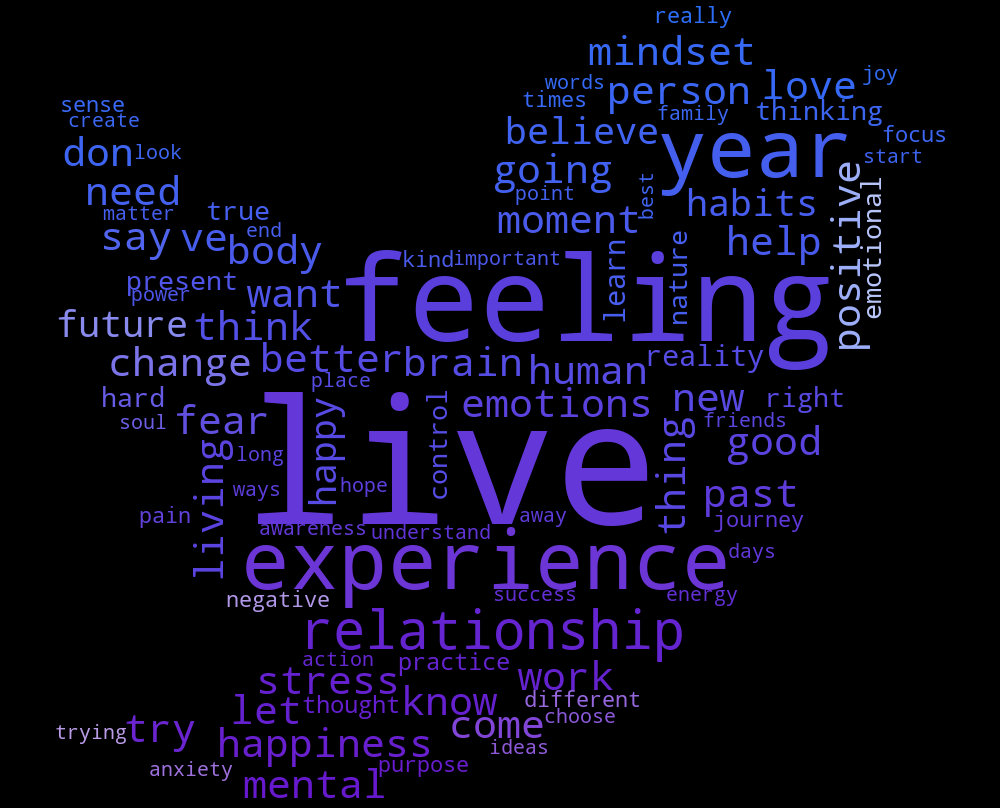 really
mindset
words
person
love
joy
times
family
thinking
sense
create
believe
year
focus
don
look
going
start
need
point
best
habits
positive
emotional
matter
true
moment
say
ve
end
body
help
kind
important
learn
nature
feeling
present
power
want
future
think
change
better
brain
human
reality
place
hard
soul
fear
happy
control
emotions
new
right
friends
live
living
long
ways
hope
thing
good
past
pain
awareness
understand
away
journey
experience
days
negative
success
energy
relationship
action
practice
stress
work
let
thought
know
different
trying
try
come
choose
happiness
ideas
anxiety
purpose
mental